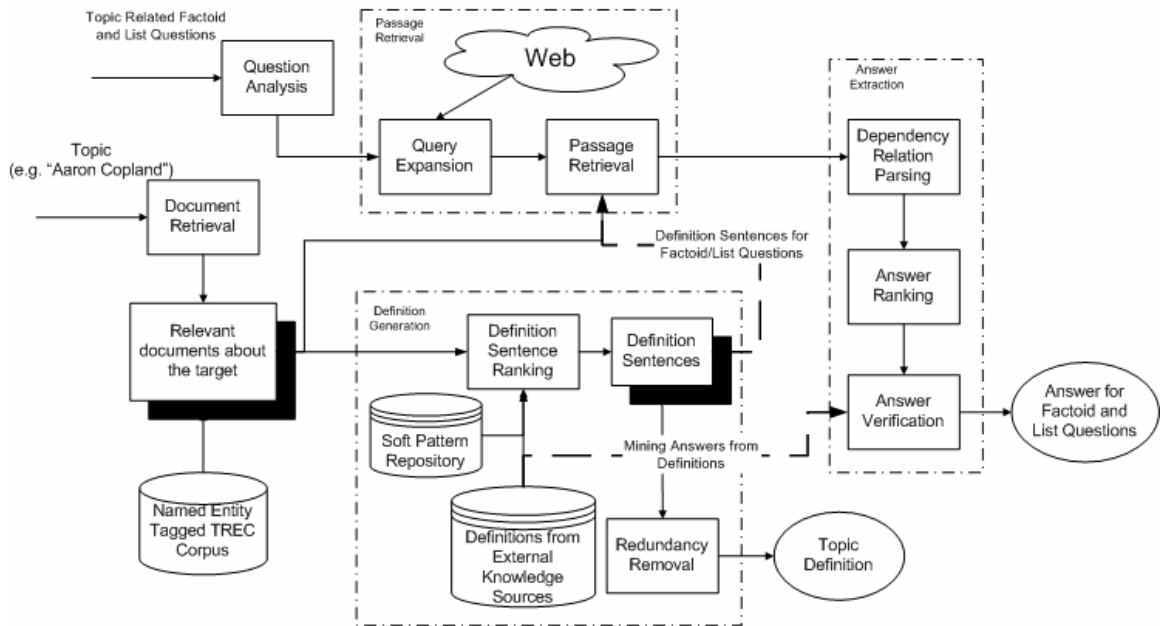 Topic Related Factoid
and List Questions
Question
Analysis
Passage
Retrieval
Web
Query
Expansion
Passage
Retrieval
Answer
Extraction
Dependency
Relation
Parsing
Topic
(e.g. “Aaron Copland”)
Document
Retrieval
Definition Sentences for
Factoid/List Questions
Answer
Ranking
Relevant
documents about
the target
Definition
Generation
Definition
Sentence
Ranking
Definition
Sentences
Answer
Verification
Answer for
Factoid and
List Questions
Soft Pattern
Repository
Mining Answers from
Definitions
Named Entity
Tagged TREC
Corpus
Definitions from
External
Knowledge
Sources
Redundancy
Removal
Topic
Definition